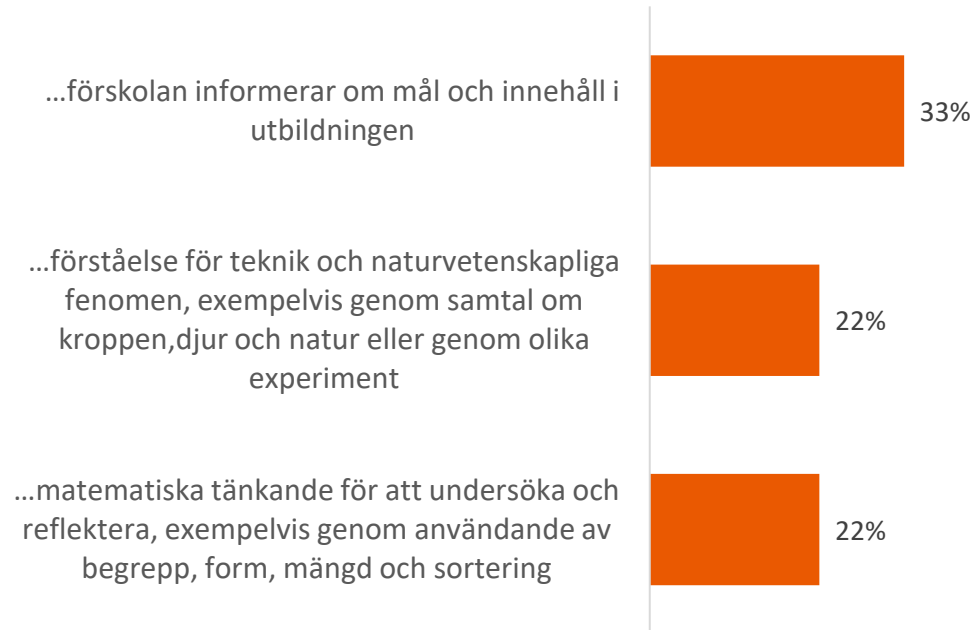 ...förskolan informerar om mål och innehåll i
utbildningen
33%
...förståelse för teknik och naturvetenskapliga
fenomen, exempelvis genom samtal om
kroppen,djur och natur eller genom olika
experiment
22%
...matematiska tänkande för att undersöka och
reflektera, exempelvis genom användande av
begrepp, form, mängd och sortering
22%